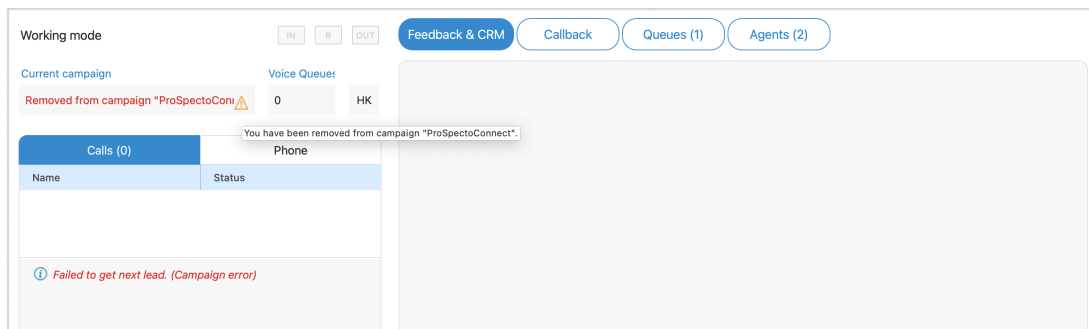 Working mode
IN
B
OUT
Feedback & CRM
Callback
Queues (1)
Agents (2)
Current campaign
Voice Queues
Removed from campaign "ProSpectoConn
0
HK
You have been removed from campaign "ProSpectoConnect".
Calls (0)
Phone
Name
Status
Failed to get next lead. (Campaign error)